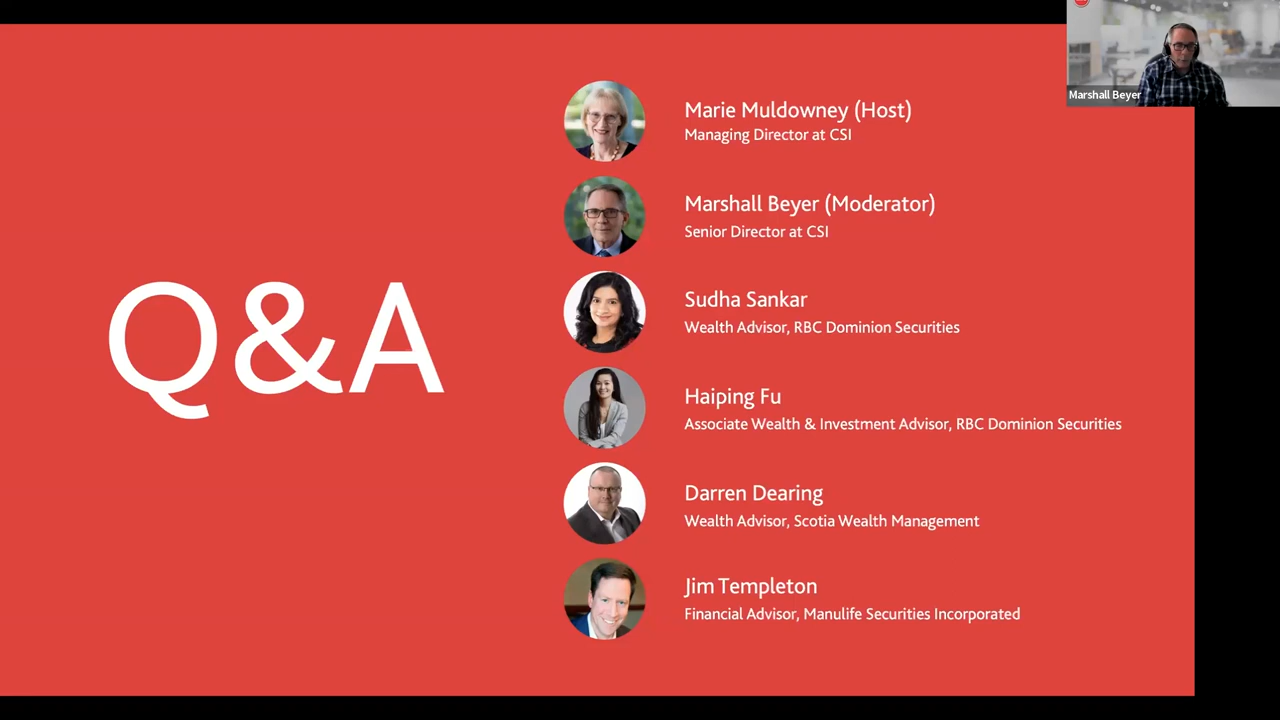 Marshall Beyer
Q&A
Marie Muldowney (Host)
Managing Director at CSI
Marshall Beyer (Moderator)
Senior Director at CSI
Sudha Sankar
Wealth Advisor, RBC Dominion Securities
Haiping Fu
Associate Wealth & Investment Advisor, RBC Dominion Securities
Darren Dearing
Wealth Advisor, Scotia Wealth Management
Jim Templeton
Financial Advisor, Manulife Securities Incorporated